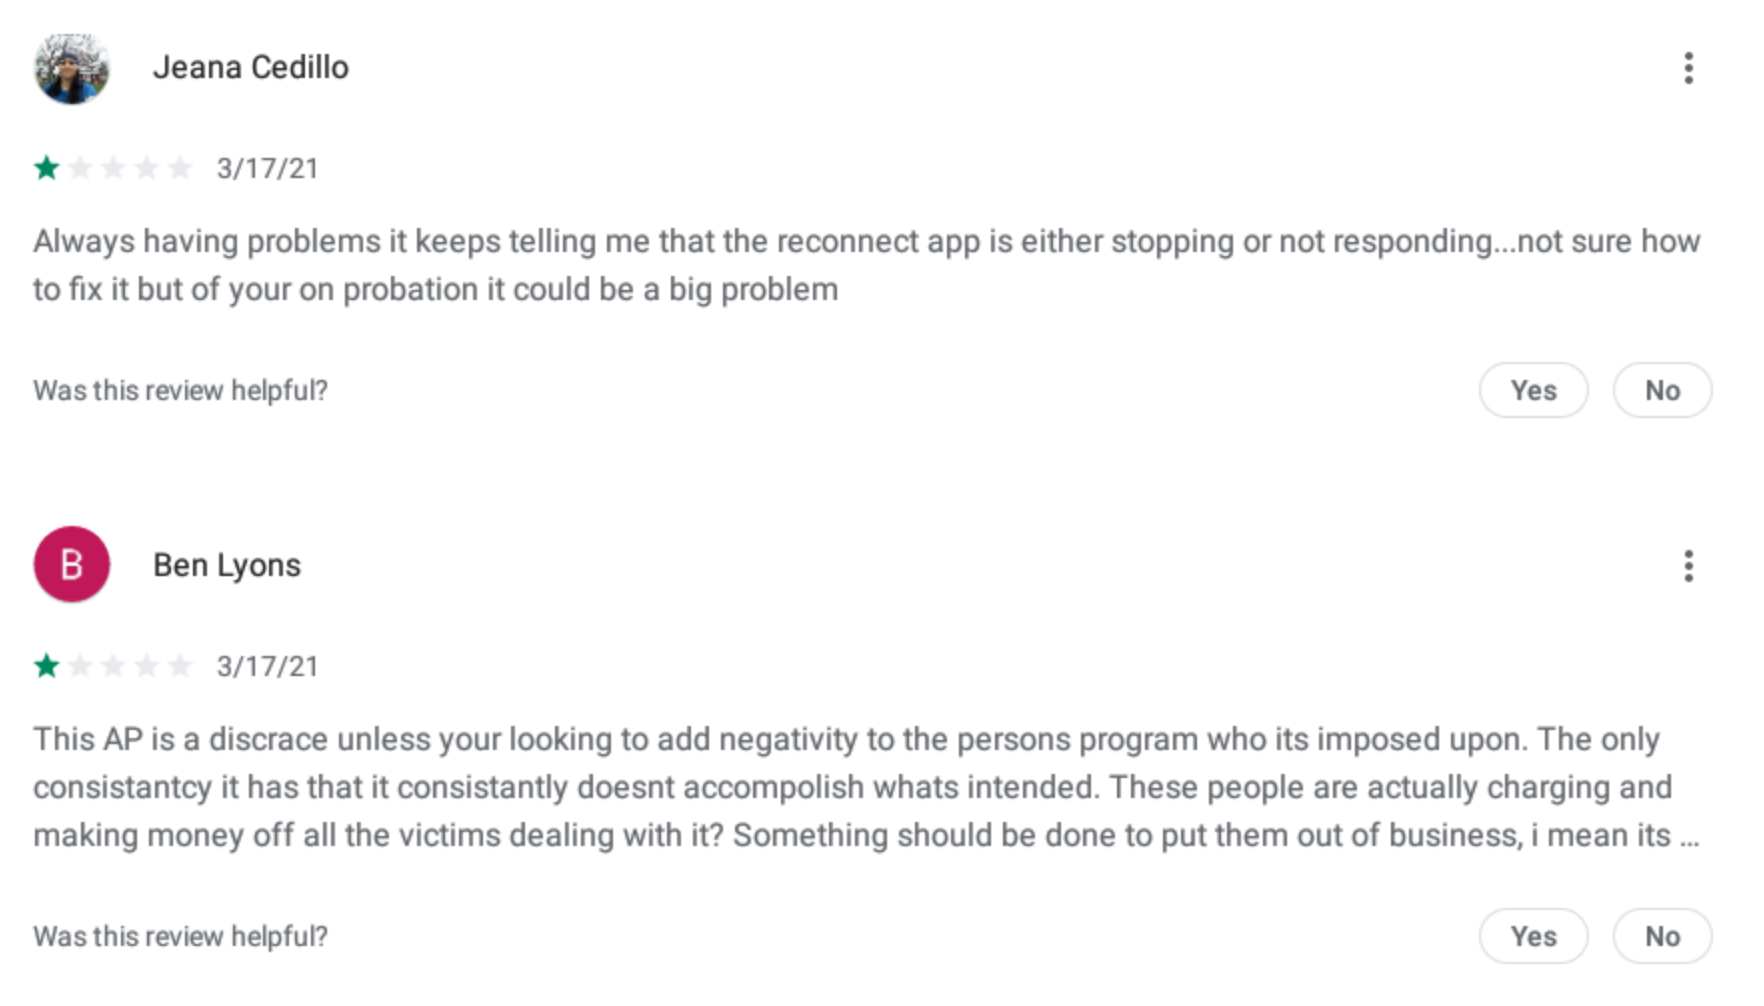 Jeana Cedillo
3/17/21
Always having problems it keeps telling me that the reconnect app is either stopping or not responding...not sure how
to fix it but of your on probation it could be a big problem
Was this review helpful?
Yes
No
B
Ben Lyons
3/17/21
This AP is a discrace unless your looking to add negativity to the persons program who its imposed upon. The only
consistantcy it has that it consistantly doesnt accompolish whats intended. These people are actually charging and
making money off all the victims dealing with it? Something should be done to put them out of business, i mean its ...
Was this review helpful?
Yes
No